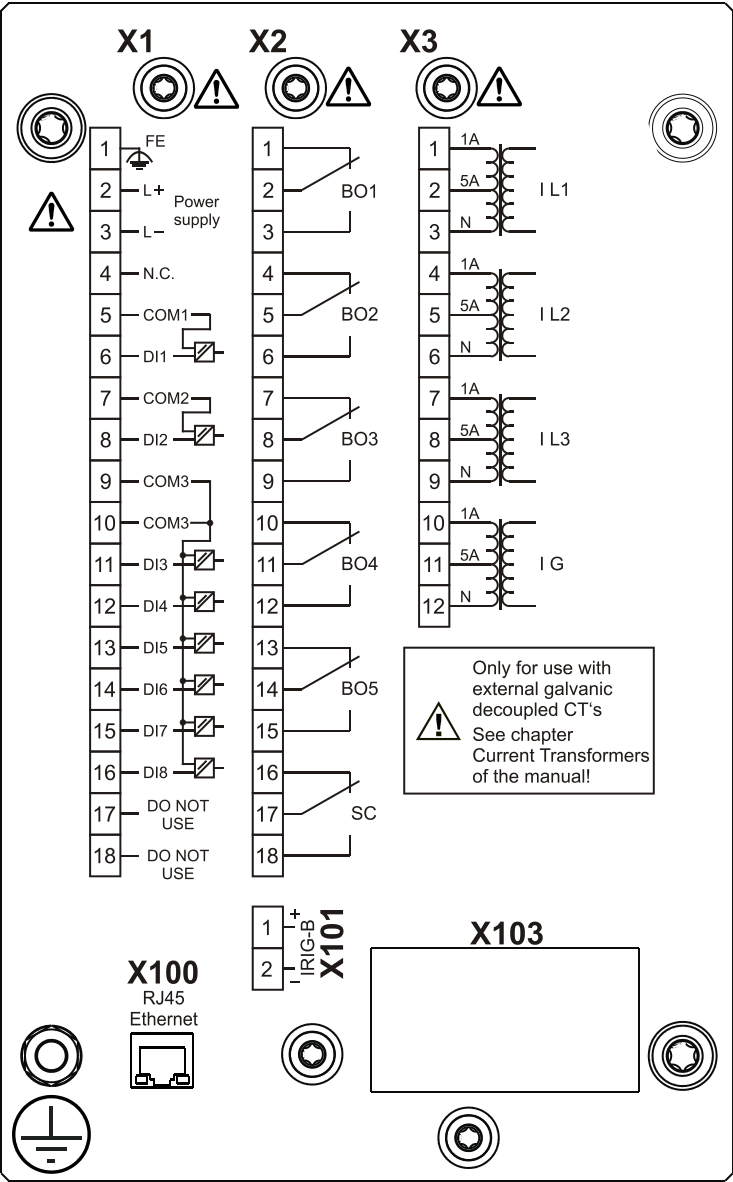 X1 X2 X3
1 FE
2 L+
3 L−
Power
supply
4 N.C.
5 COM1
6 DI1
7 COM2
8 DI2
9 COM3
10 COM3
11 DI3
12 DI4
13 DI5
14 DI6
15 DI7
16 DI8
17 DO NOT
USE
18 DO NOT
USE
1
2 BO1
3
4
5 BO2
6
7
8 BO3
9
10
11 BO4
12
13
14 BO5
15
16
17 SC
18
1 1A
2 5A I L1
3 N
4 1A
5 5A I L2
6 N
7 1A
8 5A I L3
9 N
10 1A
11 5A I G
12 N
!
!
!
!
!
Only for use with
external galvanic
decoupled CT‘s
See chapter
Current Transformers
of the manual!
1 +
2 −
IRIG-B
X101
X103
X100
RJ45
Ethernet